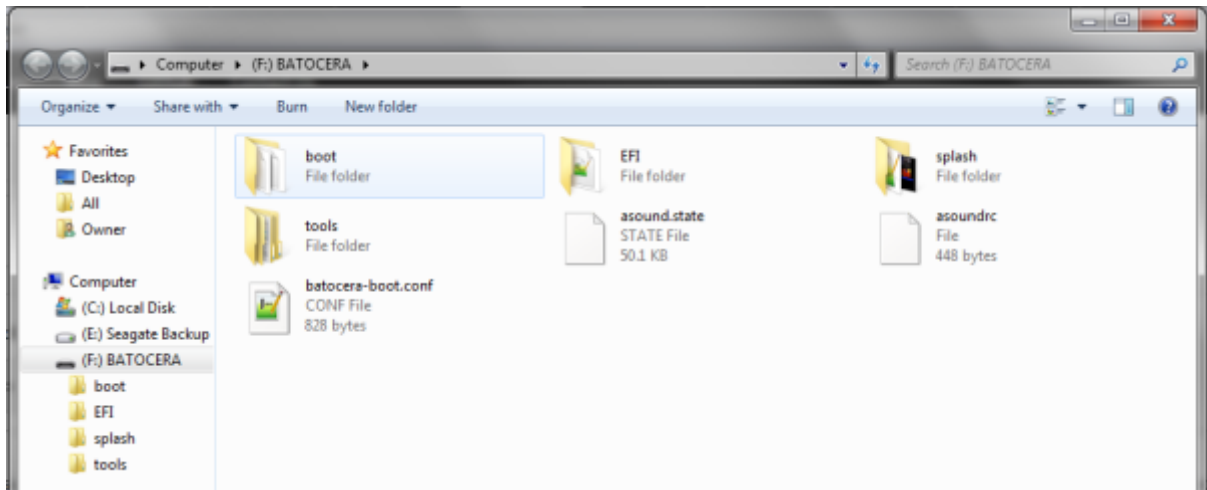 Computer ▸ (F:) BATOCERA ▸
Search (F:) BATOCERA
Organize Share with Burn New folder
Favorites
Desktop
All
Owner
Computer
(C:) Local Disk
(E:) Seagate Backup
(F:) BATOCERA
boot
EFI
splash
tools
boot
File folder
EFI
File folder
splash
File folder
tools
File folder
asound.state
STATE File
50.1 KB
asoundrc
File
448 bytes
batocera-boot.conf
CONF File
828 bytes